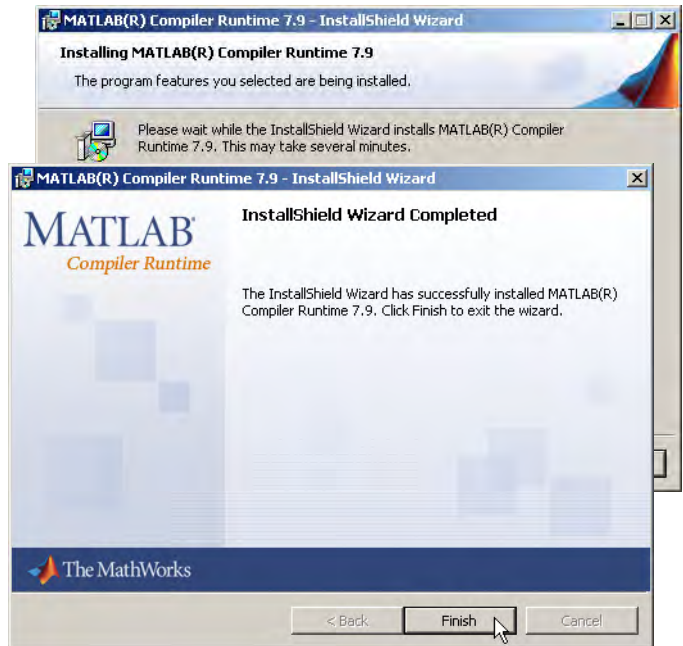 MATLAB(R) Compiler Runtime 7.9 - InstallShield Wizard
Installing MATLAB(R) Compiler Runtime 7.9
The program features you selected are being installed.
Please wait while the InstallShield Wizard installs MATLAB(R) Compiler
Runtime 7.9. This may take several minutes.
MATLAB(R) Compiler Runtime 7.9 - InstallShield Wizard
MATLAB®
Compiler Runtime
InstallShield Wizard Completed
The InstallShield Wizard has successfully installed MATLAB(R)
Compiler Runtime 7.9. Click Finish to exit the wizard.
The MathWorks
< Back Finish Cancel